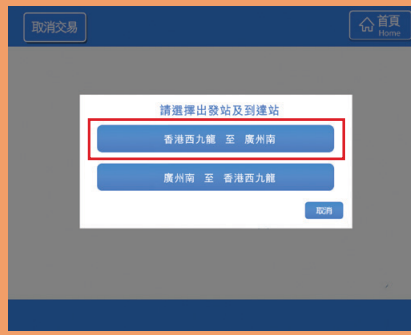 取消交易
首頁
Home
請選擇出發站及到達站
香港西九龍 至 廣州南
廣州南 至 香港西九龍
取消